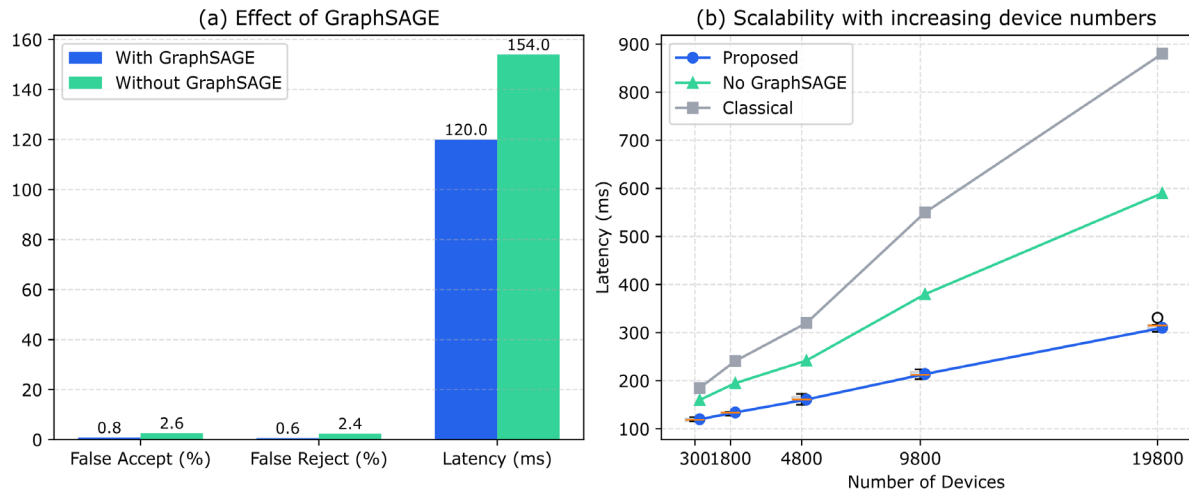 (a) Effect of GraphSAGE
160
140
120
100
80
60
40
20
0
With GraphSAGE
Without GraphSAGE
0.8
2.6
0.6
2.4
120.0
154.0
False Accept (%)
False Reject (%)
Latency (ms)
(b) Scalability with increasing device numbers
Latency (ms)
900
800
700
600
500
400
300
200
100
Proposed
No GraphSAGE
Classical
300
1800
4800
9800
19800
Number of Devices